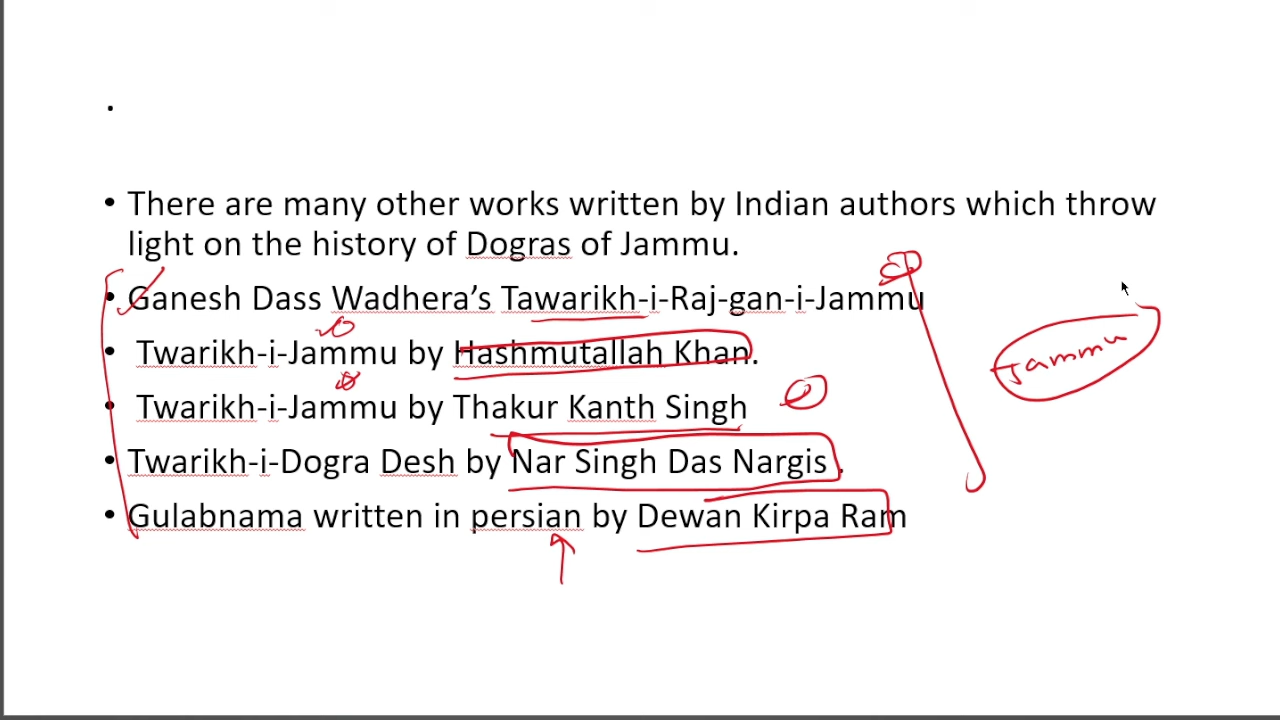 .
• There are many other works written by Indian authors which throw
light on the history of Dogras of Jammu.
• Ganesh Dass Wadhera's Tawarikh-i-Raj-gan-i-Jammu
• Twarikh-i-Jammu by Hashmutallah Khan.
Jammu
• Twarikh-i-Jammu by Thakur Kanth Singh
• Twarikh-i-Dogra Desh by Nar Singh Das Nargis .
• Gulabnama written in persian by Dewan Kirpa Ram